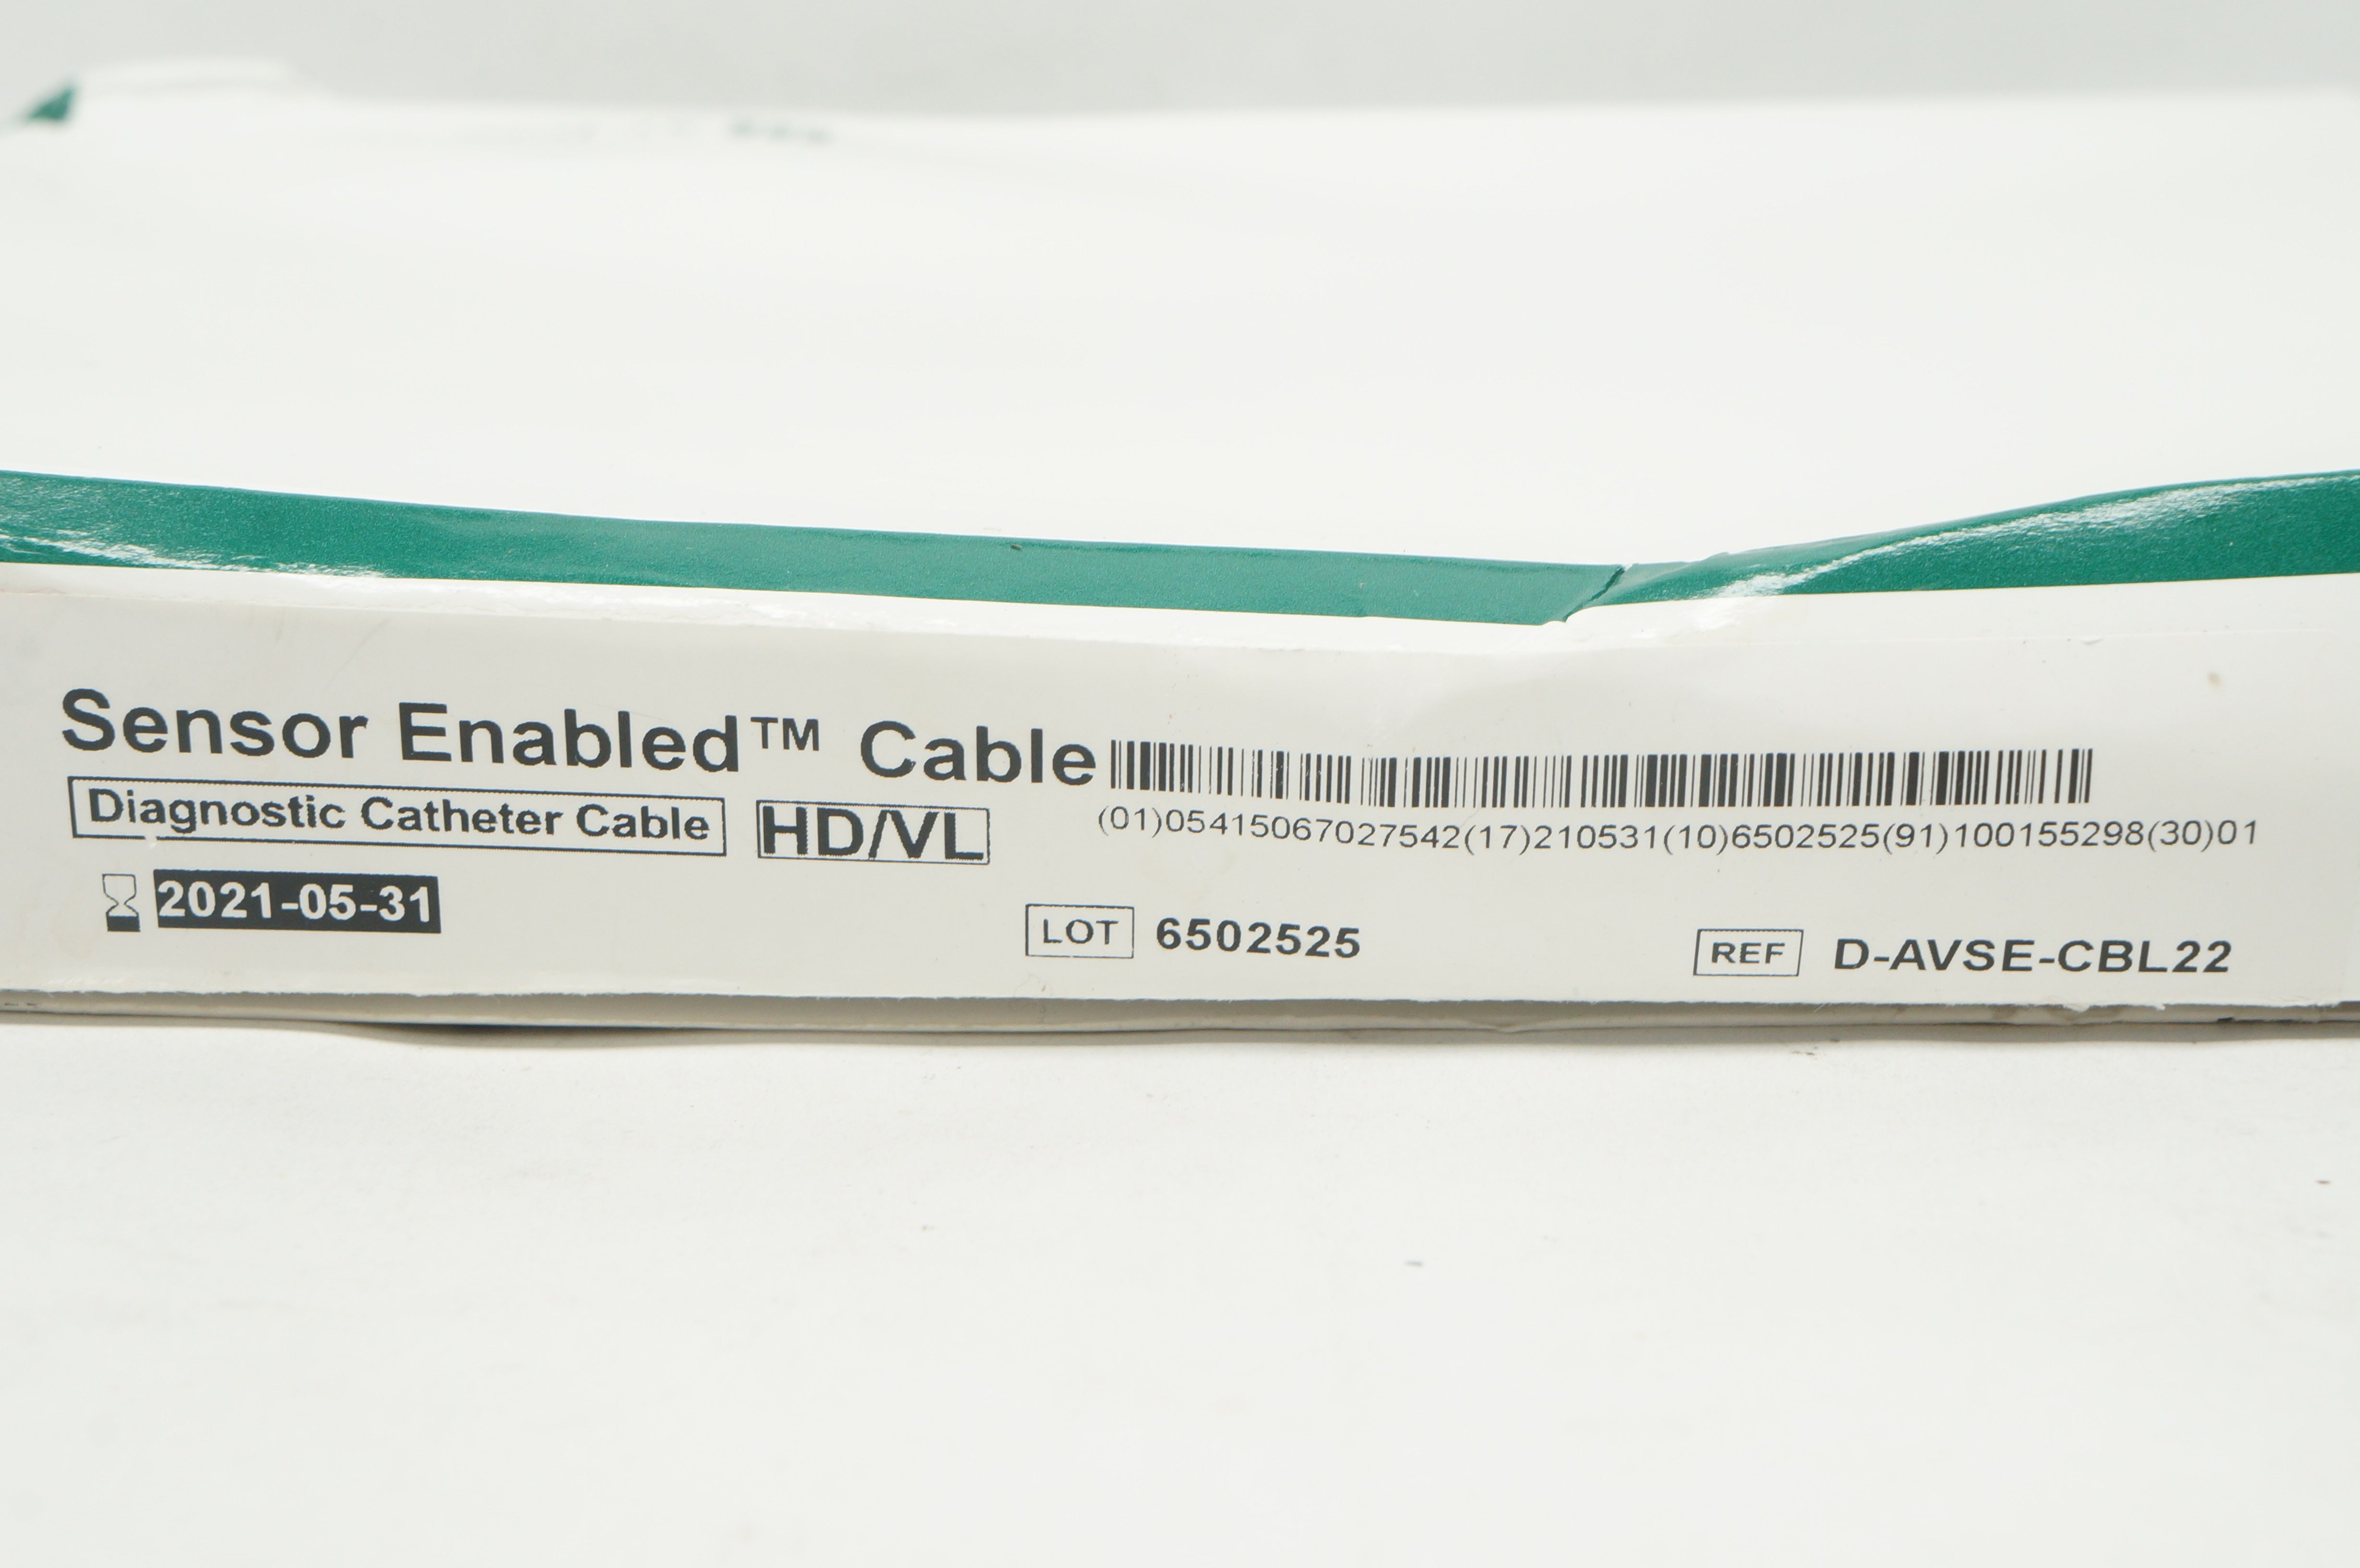 Sensor Enabled™ Cable
Diagnostic Catheter Cable HD/VL
(01)05415067027542(17)210531(10)6502525(91)100155298(30)01
2021-05-31
LOT 6502525
REF D-AVSE-CBL22